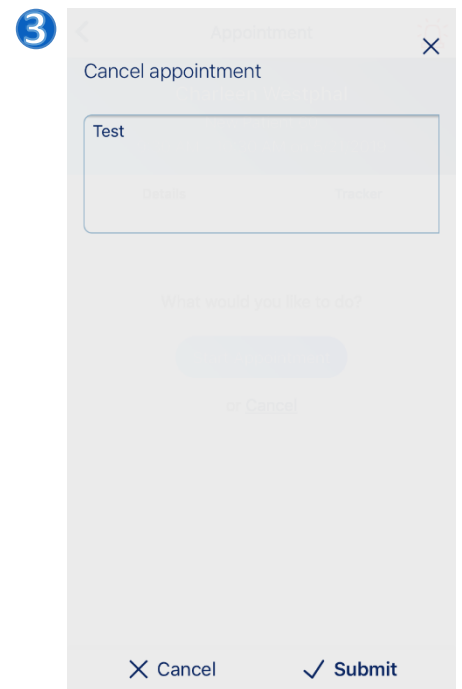 3
Appointment
Cancel appointment
Test
Details Tracker
What would you like to do?
or Cancel
Cancel Submit